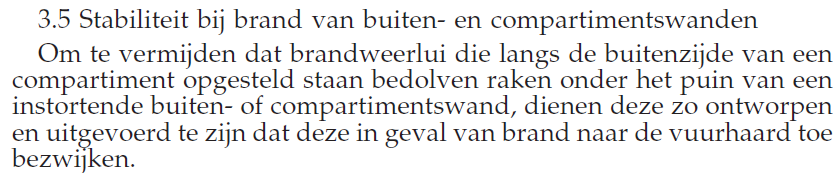 3.5 Stabiliteit bij brand van buiten- en compartimentswanden
Om te vermijden dat brandweerlui die langs de buitenzijde van een
compartiment opgesteld staan bedolven raken onder het puin van een
instortende buiten- of compartimentswand, dienen deze zo ontworpen
en uitgevoerd te zijn dat deze in geval van brand naar de vuurhaard toe
bezwijken.